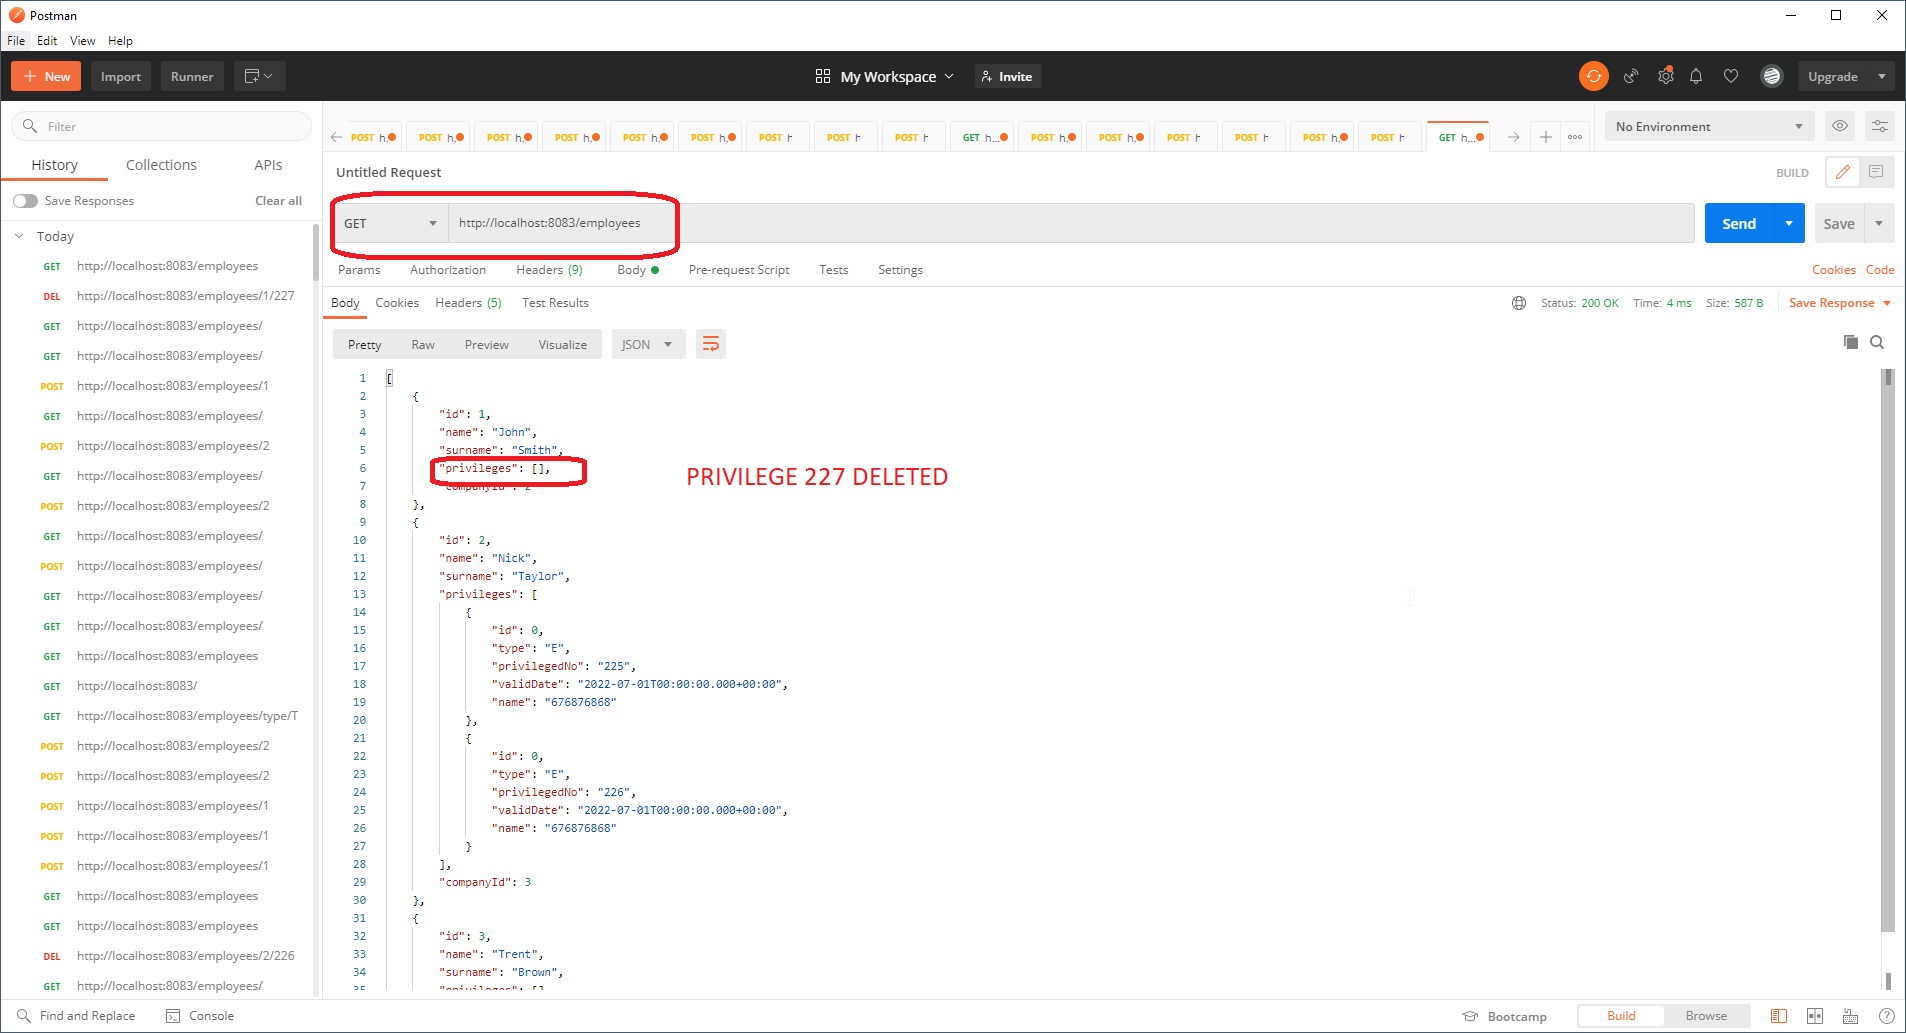 Postman
File Edit View Help
New Import Runner My Workspace Invite Upgrade
Filter
History Collections APIs
Save Responses Clear all
Today
GET http://localhost:8083/employees
DEL http://localhost:8083/employees/1/227
GET http://localhost:8083/employees/
GET http://localhost:8083/employees/
POST http://localhost:8083/employees/1
GET http://localhost:8083/employees/
POST http://localhost:8083/employees/2
GET http://localhost:8083/employees/
POST http://localhost:8083/employees/2
GET http://localhost:8083/employees/
POST http://localhost:8083/employees/
GET http://localhost:8083/employees/
GET http://localhost:8083/employees/
GET http://localhost:8083/employees
GET http://localhost:8083/
GET http://localhost:8083/employees/type/T
POST http://localhost:8083/employees/2
POST http://localhost:8083/employees/2
POST http://localhost:8083/employees/1
POST http://localhost:8083/employees/1
POST http://localhost:8083/employees/1
GET http://localhost:8083/employees
GET http://localhost:8083/employees
DEL http://localhost:8083/employees/2/226
GET http://localhost:8083/employees/
POST h. POST h. POST h. POST h. POST h. POST h. POST h POST h POST h GET h... POST h. POST h. POST h POST h POST h. POST h GET h...
No Environment
Untitled Request BUILD
GET http://localhost:8083/employees Send Save
Params Authorization Headers (9) Body Pre-request Script Tests Settings Cookies Code
Body Cookies Headers (5) Test Results Status: 200 OK Time: 4 ms Size: 587 B Save Response
Pretty Raw Preview Visualize JSON
1 [
2 {
3 "id": 1,
4 "name": "John",
5 "surname": "Smith",
6 "privileges": [],
PRIVILEGE 227 DELETED
7 "companyId": 2
8 },
9 {
10 "id": 2,
11 "name": "Nick",
12 "surname": "Taylor",
13 "privileges": [
14 {
15 "id": 0,
16 "type": "E",
17 "privilegedNo": "225",
18 "validDate": "2022-07-01T00:00:00.000+00:00",
19 "name": "676876868"
20 },
21 {
22 "id": 0,
23 "type": "E",
24 "privilegedNo": "226",
25 "validDate": "2022-07-01T00:00:00.000+00:00",
26 "name": "676876868"
27 }
28 ],
29 "companyId": 3
30 },
31 {
32 "id": 3,
33 "name": "Trent",
34 "surname": "Brown",
35 "privileges": []
Find and Replace Console Bootcamp Build Browse